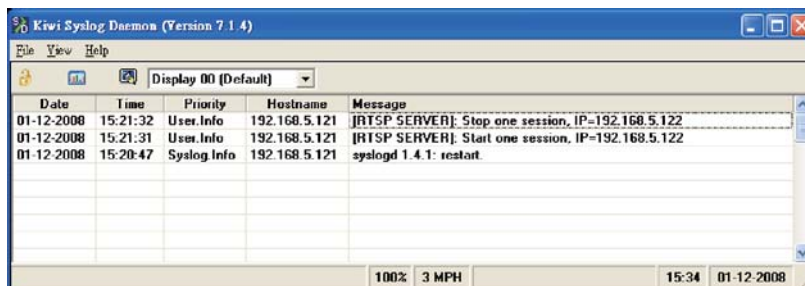 Kiwi Syslog Daemon (Version 7.1.4)
File View Help
Display 00 (Default)
Date Time Priority Hostname Message
01-12-2008 15:21:32 User.Info 192.168.5.121 [RTSP SERVER]: Stop one session, IP=192.168.5.122
01-12-2008 15:21:31 User.Info 192.168.5.121 [RTSP SERVER]: Start one session, IP=192.168.5.122
01-12-2008 15:20:47 Syslog.Info 192.168.5.121 syslogd 1.4.1: restart.
100% 3 MPH 15:34 01-12-2008